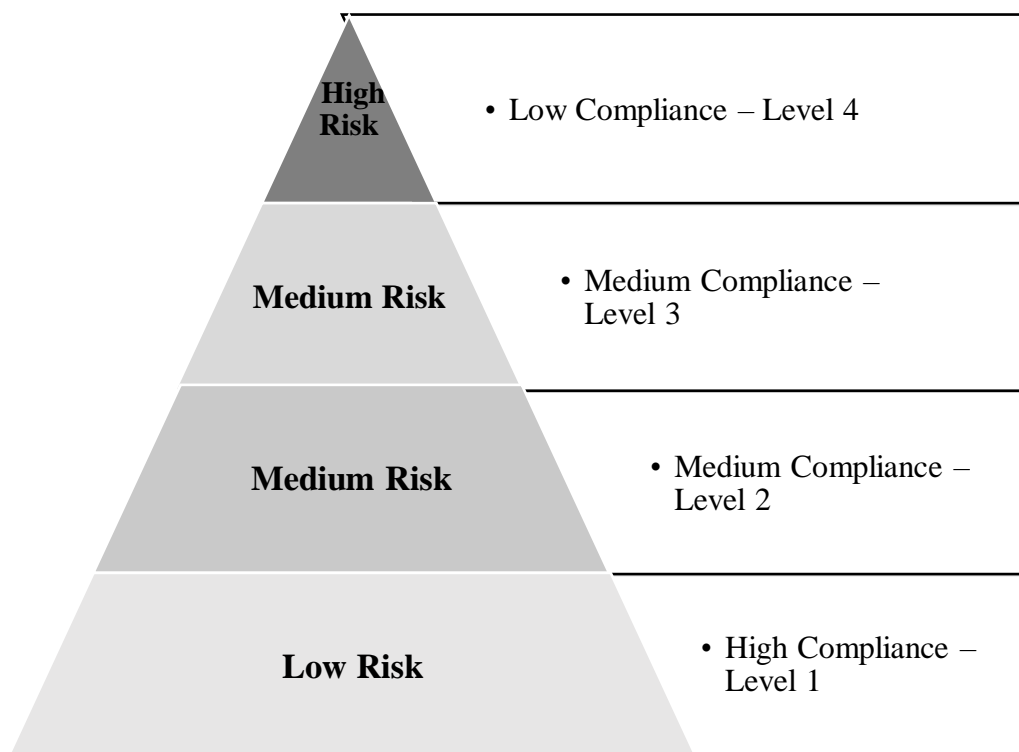 High
Risk
• Low Compliance – Level 4
Medium Risk
• Medium Compliance –
Level 3
Medium Risk
• Medium Compliance –
Level 2
Low Risk
• High Compliance –
Level 1